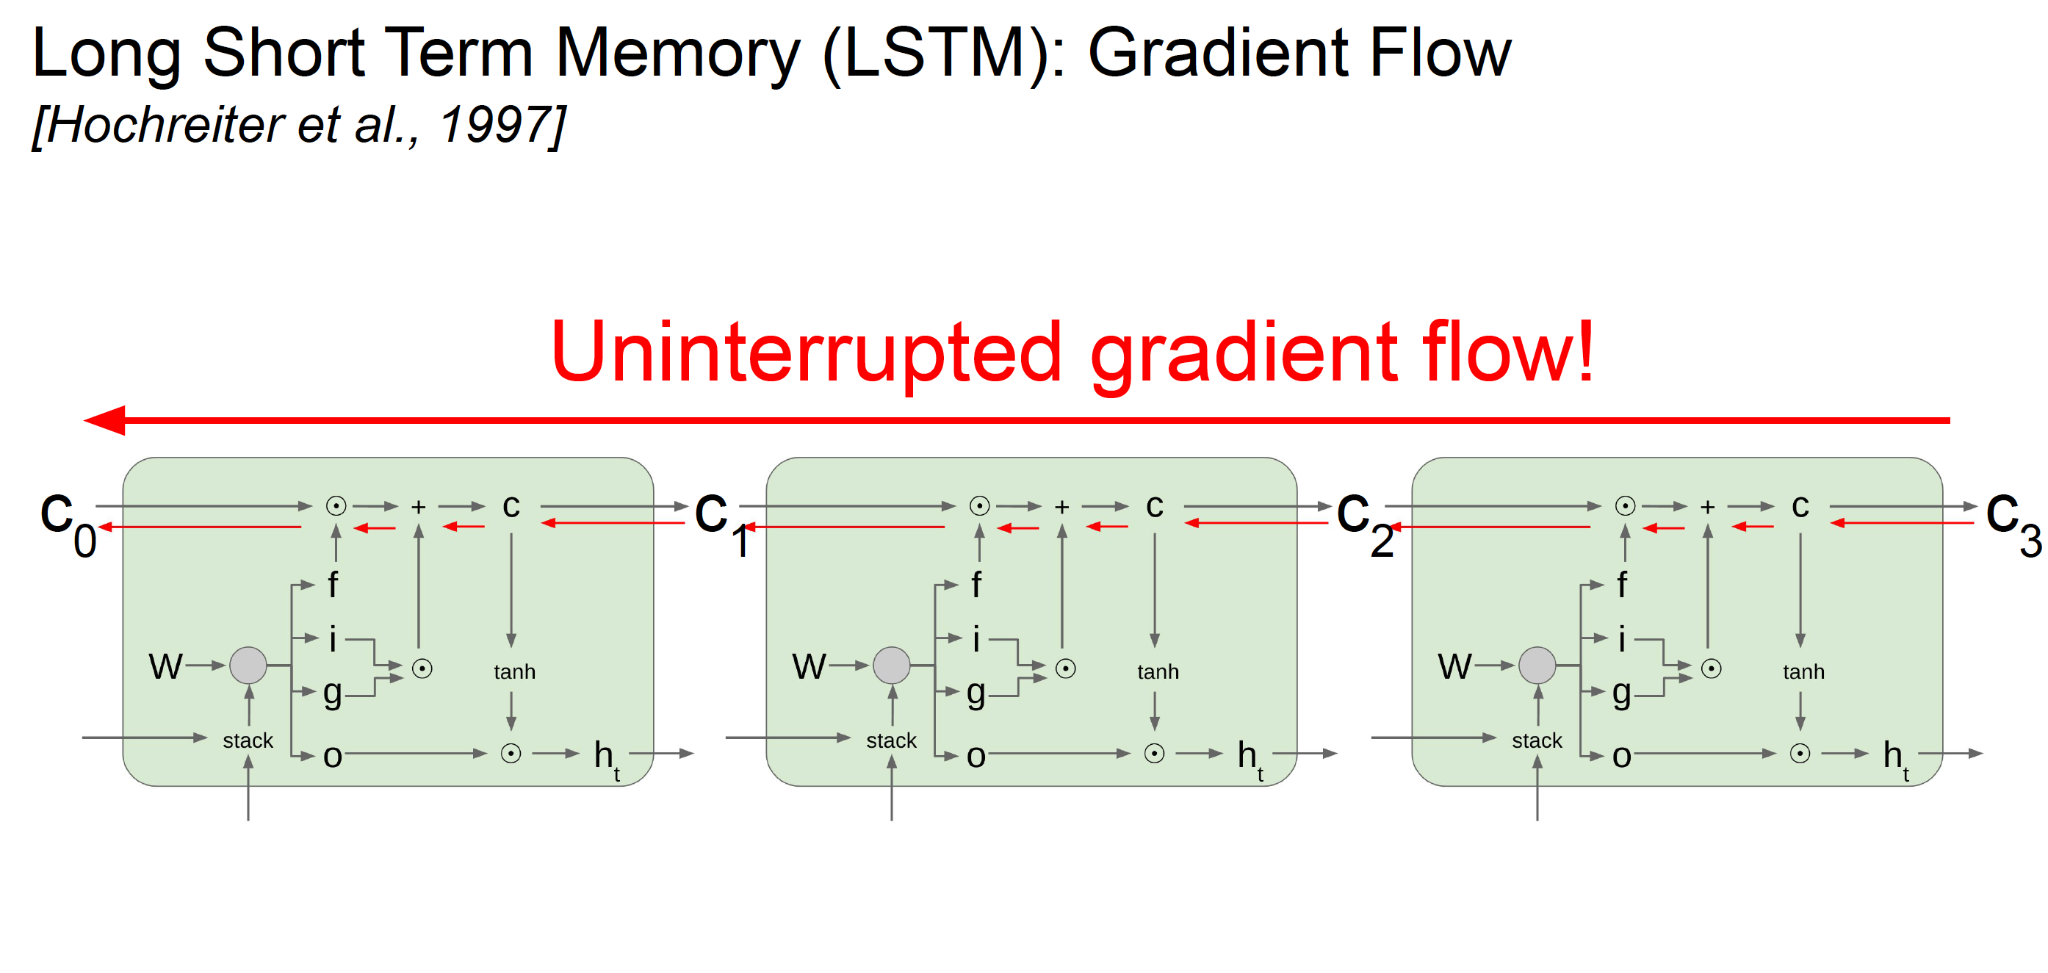 Long Short Term Memory (LSTM): Gradient Flow
[Hochreiter et al., 1997]
Uninterrupted gradient flow!
c0 ⊙ + c c1 ⊙ + c c2 ⊙ + c c3
f f f
i i i
W ⊙ tanh W ⊙ tanh W ⊙ tanh
g g g
stack stack stack
o ⊙ ht o ⊙ ht o ⊙ ht